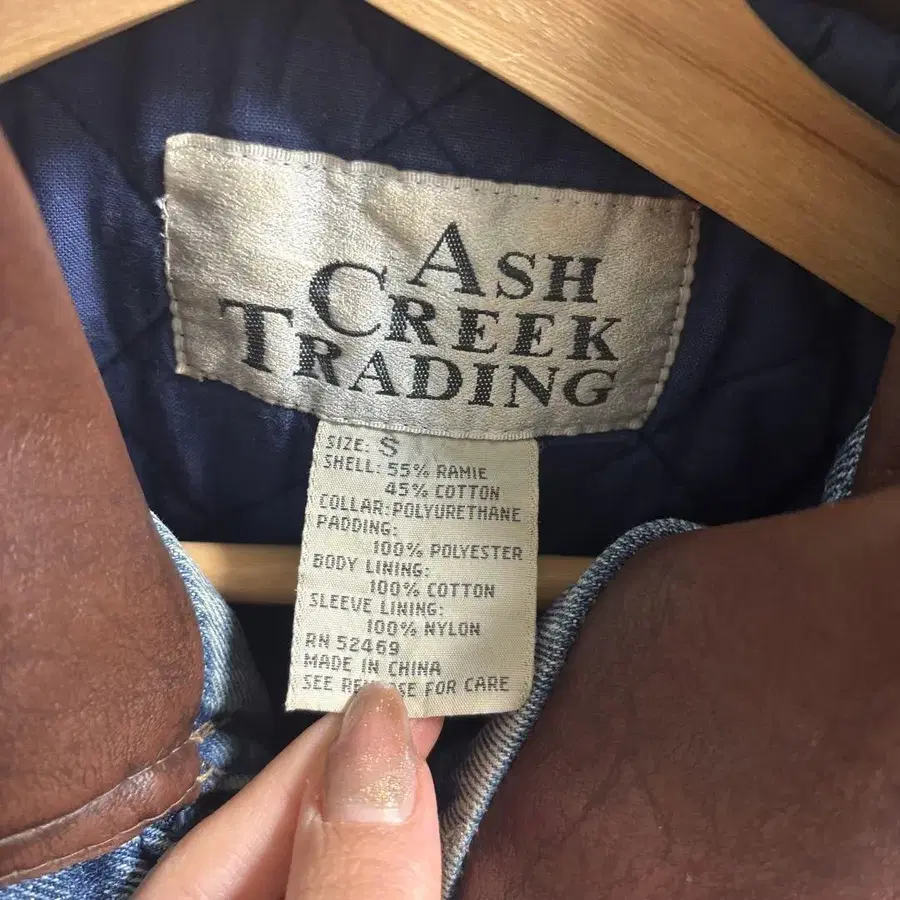 ASH
CREEK
TRADING
SIZE: S
SHELL: 55% RAMIE
45% COTTON
COLLAR: POLYURETHANE
PADDING:
100% POLYESTER
BODY LINING:
100% COTTON
SLEEVE LINING:
100% NYLON
RN 52469
MADE IN CHINA
SEE REVERSE FOR CARE